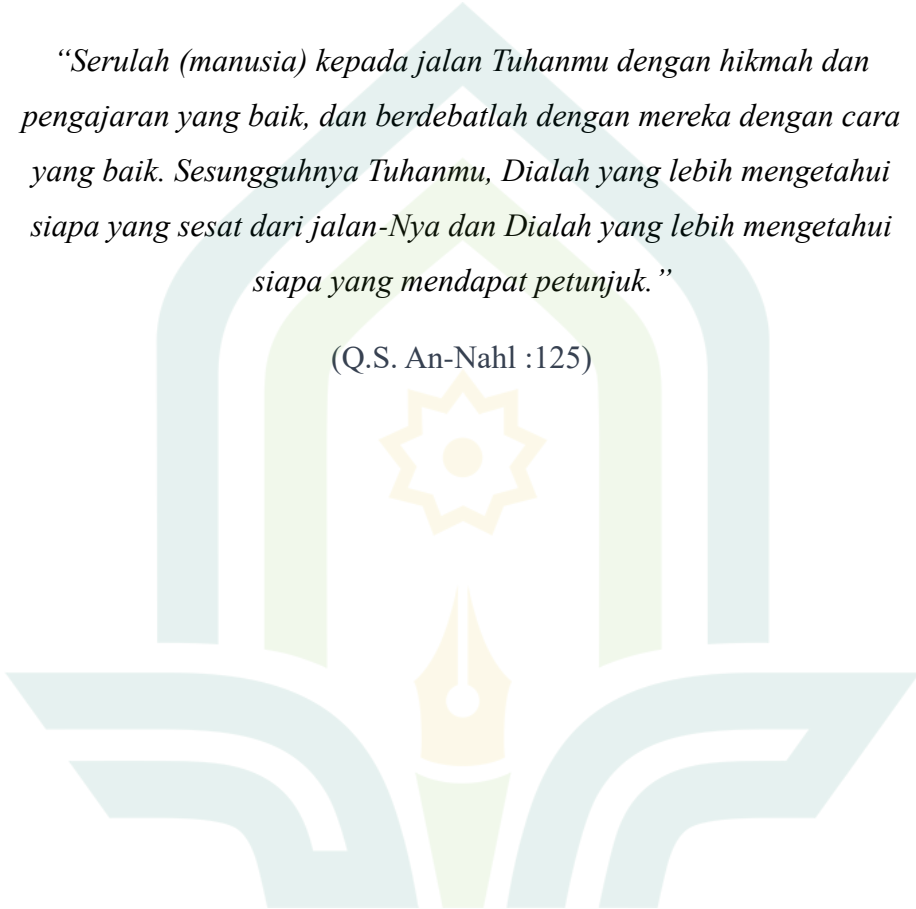 “Serulah (manusia) kepada jalan Tuhanmu dengan hikmah dan
pengajaran yang baik, dan berdebatlah dengan mereka dengan cara
yang baik. Sesungguhnya Tuhanmu, Dialah yang lebih mengetahui
siapa yang sesat dari jalan-Nya dan Dialah yang lebih mengetahui
siapa yang mendapat petunjuk.”
(Q.S. An-Nahl :125)